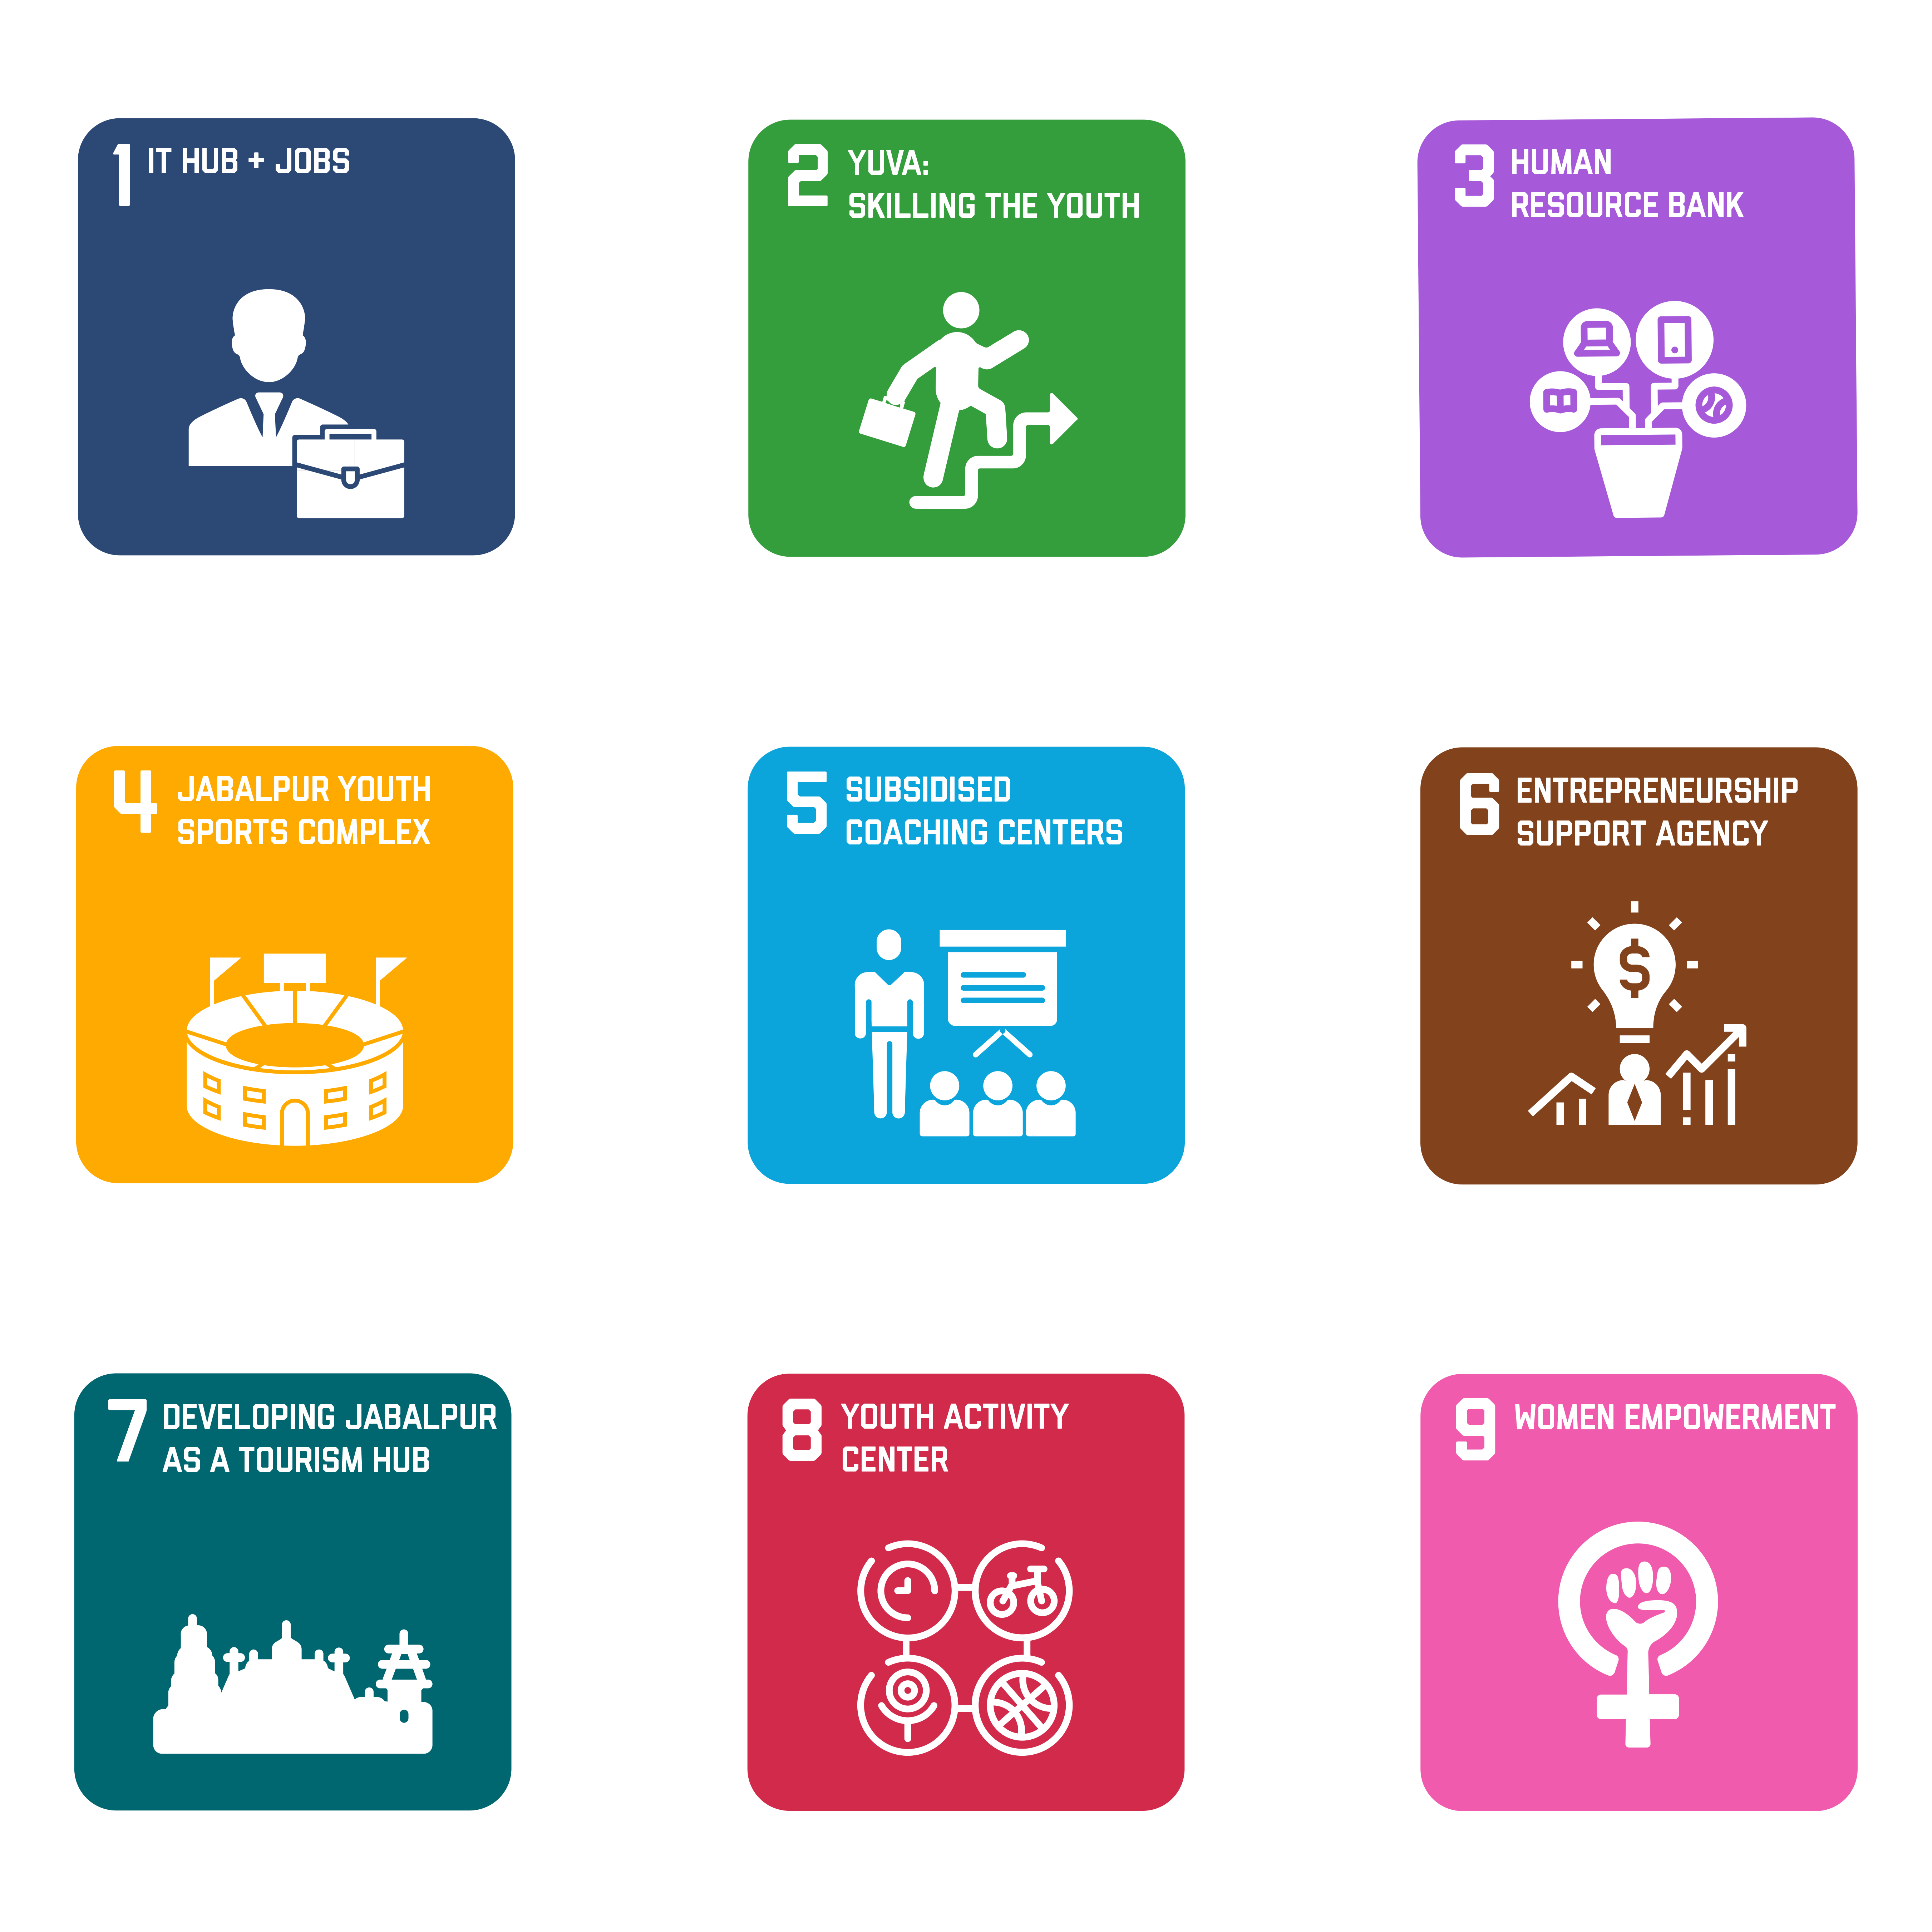 1 IT HUB + JOBS
2 YUVA:
SKILLING THE YOUTH
3 HUMAN
RESOURCE BANK
4 JABALPUR YOUTH
SPORTS COMPLEX
5 SUBSIDISED
COACHING CENTERS
6 ENTREPRENEURSHIP
SUPPORT AGENCY
$
7 DEVELOPING JABALPUR
AS A TOURISM HUB
8 YOUTH ACTIVITY
CENTER
9 WOMEN EMPOWERMENT